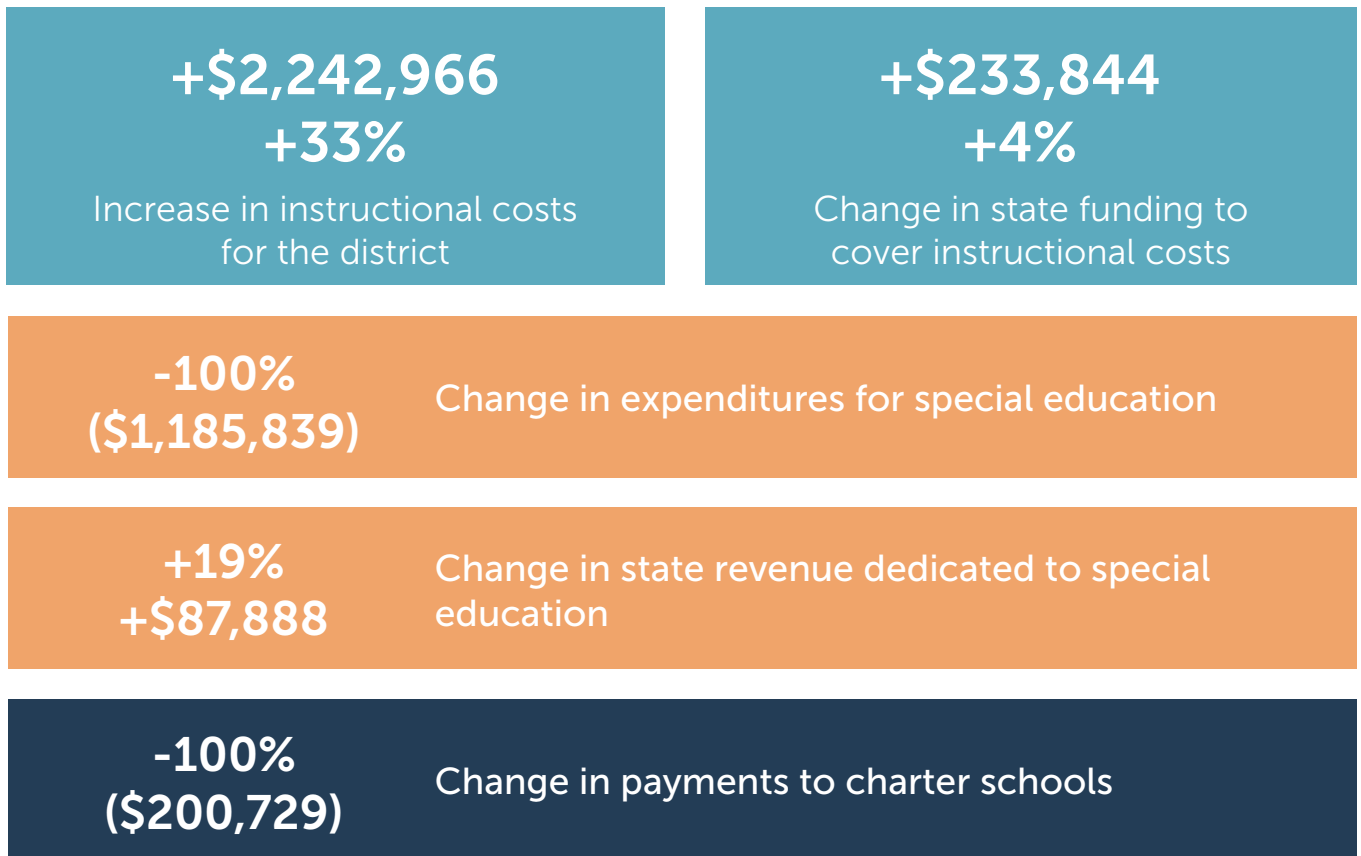 +$2,242,966
+33%
Increase in instructional costs
for the district
+$233,844
+4%
Change in state funding to
cover instructional costs
-100%
($1,185,839)
Change in expenditures for special education
+19%
+$87,888
Change in state revenue dedicated to special
education
-100%
($200,729)
Change in payments to charter schools